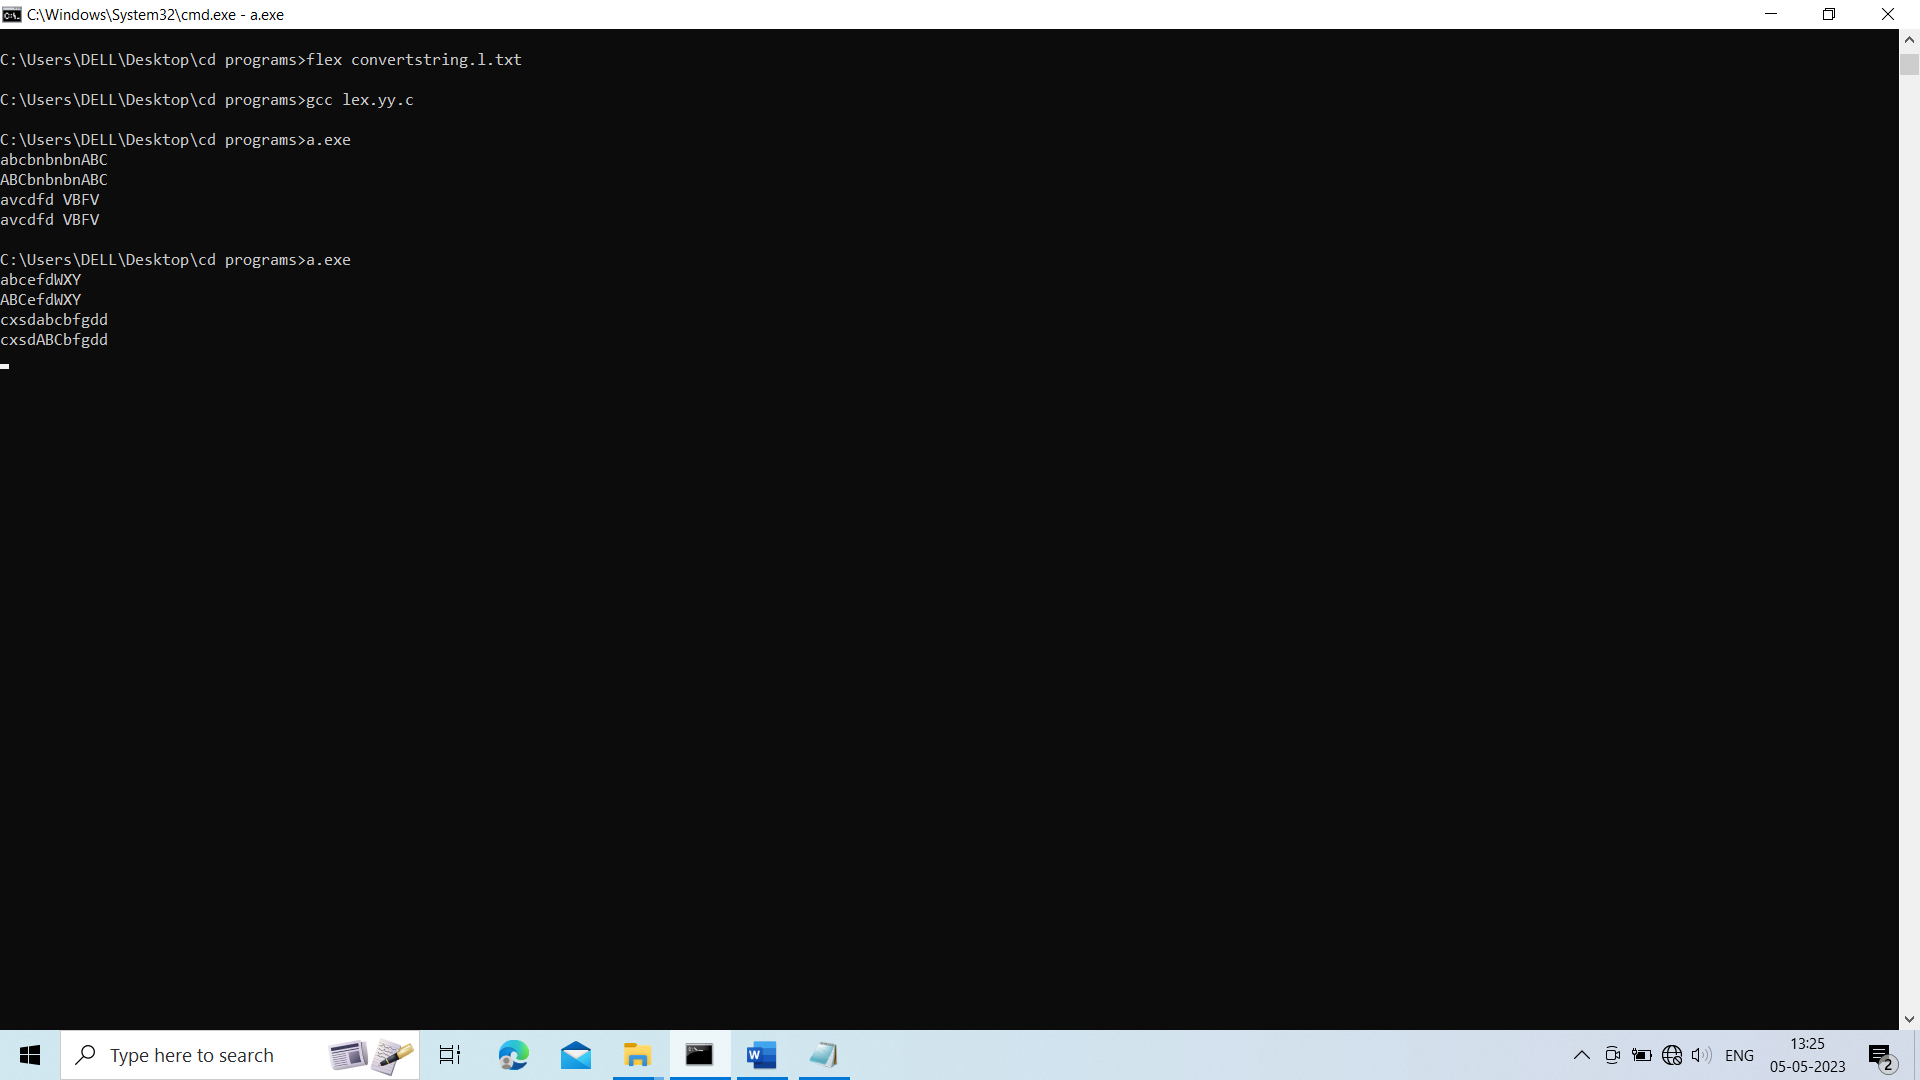 C:\Windows\System32\cmd.exe - a.exe
C:\Users\DELL\Desktop\cd programs>flex convertstring.l.txt
C:\Users\DELL\Desktop\cd programs>gcc lex.yy.c
C:\Users\DELL\Desktop\cd programs>a.exe
abcbnbnbnABC
ABCbnbnbnABC
avcdfd VBFV
avcdfd VBFV
C:\Users\DELL\Desktop\cd programs>a.exe
abcefdWXY
ABCefdWXY
cxsdabcbfgdd
cxsdABCbfgdd
Type here to search
ENG
13:25
05-05-2023
2